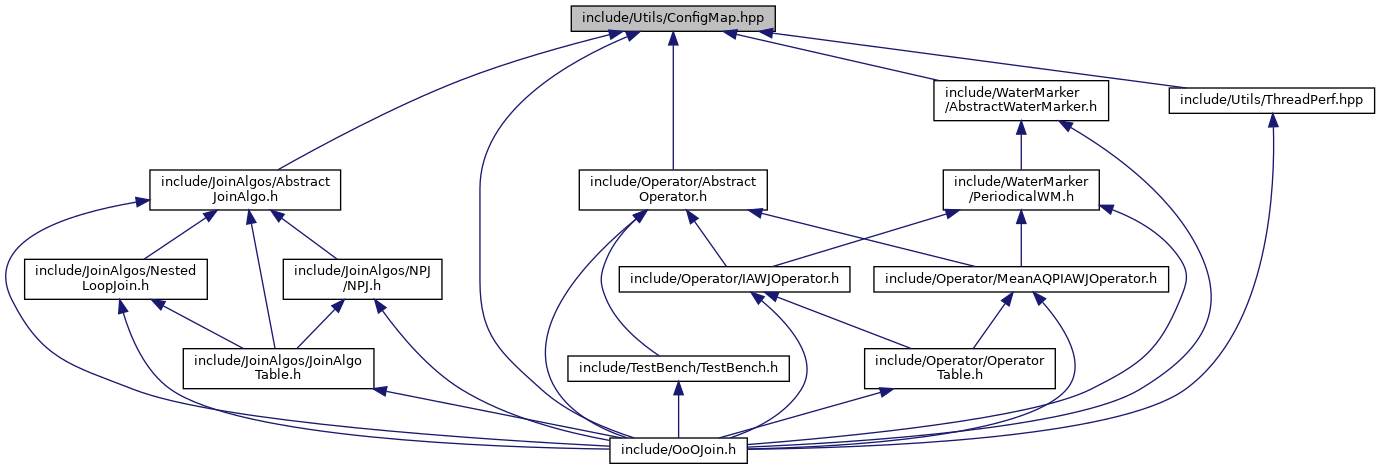 include/Utils/ConfigMap.hpp
include/WaterMarker
/AbstractWaterMarker.h
include/Utils/ThreadPerf.hpp
include/JoinAlgos/Abstract
JoinAlgo.h
include/Operator/Abstract
Operator.h
include/WaterMarker
/PeriodicalWM.h
include/JoinAlgos/Nested
LoopJoin.h
include/JoinAlgos/NPJ
/NPJ.h
include/Operator/IAWJOperator.h
include/Operator/MeanAQPIAWJOperator.h
include/JoinAlgos/JoinAlgo
Table.h
include/TestBench/TestBench.h
include/Operator/Operator
Table.h
include/OoOJoin.h